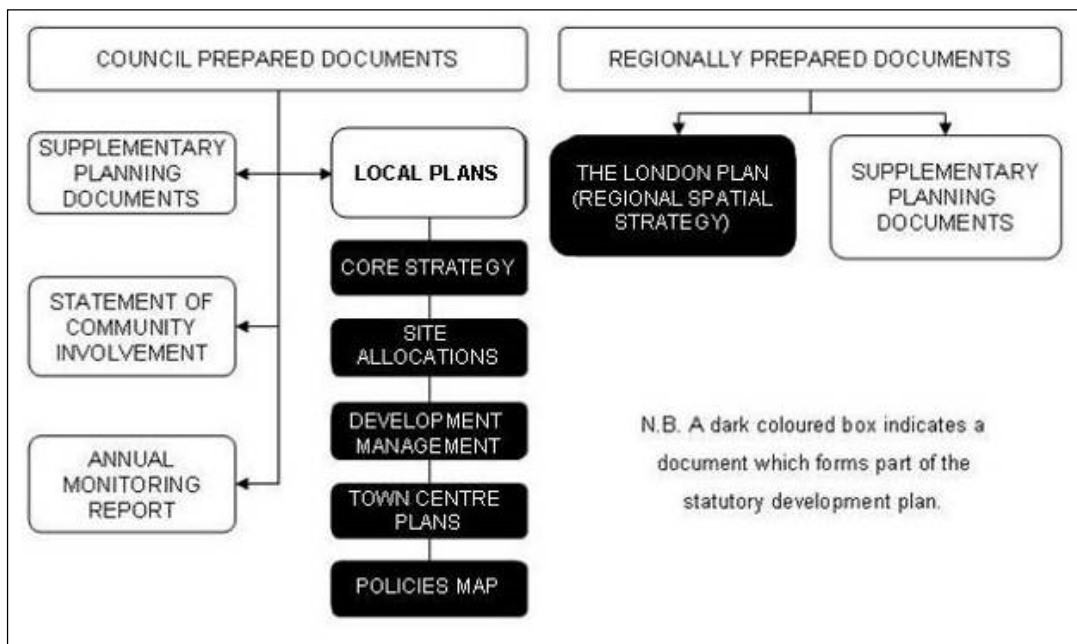 COUNCIL PREPARED DOCUMENTS
SUPPLEMENTARY
PLANNING
DOCUMENTS
LOCAL PLANS
CORE STRATEGY
STATEMENT OF
COMMUNITY
INVOLVEMENT
SITE
ALLOCATIONS
DEVELOPMENT
MANAGEMENT
ANNUAL
MONITORING
REPORT
TOWN CENTRE
PLANS
POLICIES MAP
REGIONALLY PREPARED DOCUMENTS
THE LONDON PLAN
(REGIONAL SPATIAL
STRATEGY)
SUPPLEMENTARY
PLANNING
DOCUMENTS
N.B. A dark coloured box indicates a
document which forms part of the
statutory development plan.